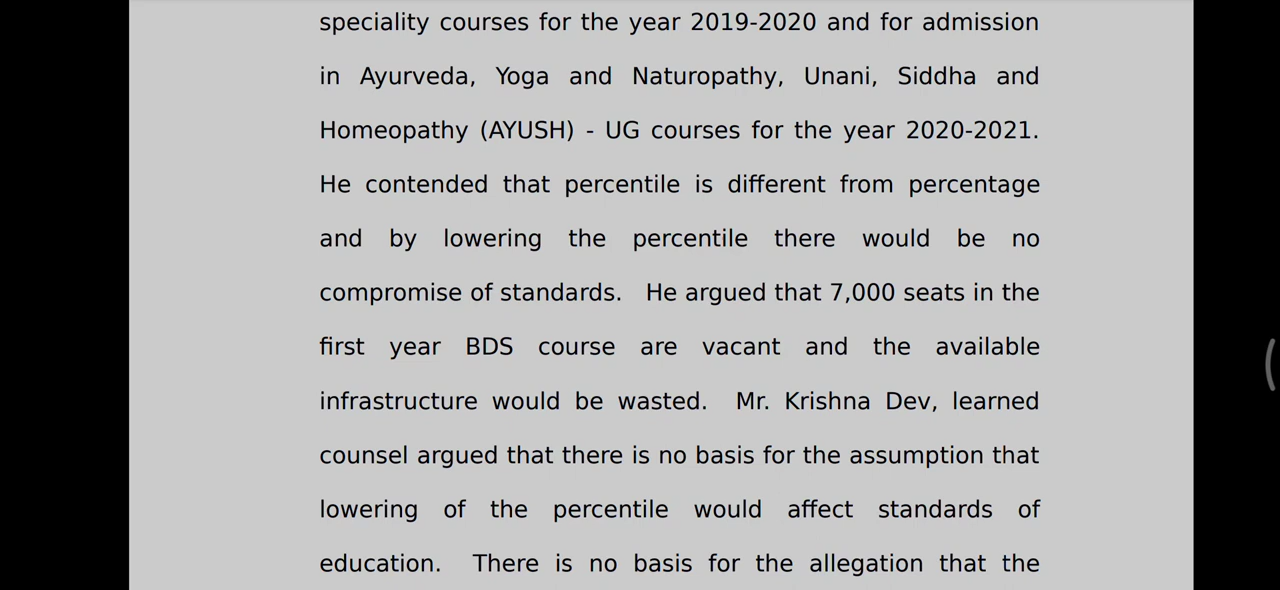 speciality courses for the year 2019-2020 and for admission
in Ayurveda, Yoga and Naturopathy, Unani, Siddha and
Homeopathy (AYUSH) - UG courses for the year 2020-2021.
He contended that percentile is different from percentage
and by lowering the percentile there would be no
compromise of standards. He argued that 7,000 seats in the
first year BDS course are vacant and the available
infrastructure would be wasted. Mr. Krishna Dev, learned
counsel argued that there is no basis for the assumption that
lowering of the percentile would affect standards of
education. There is no basis for the allegation that the